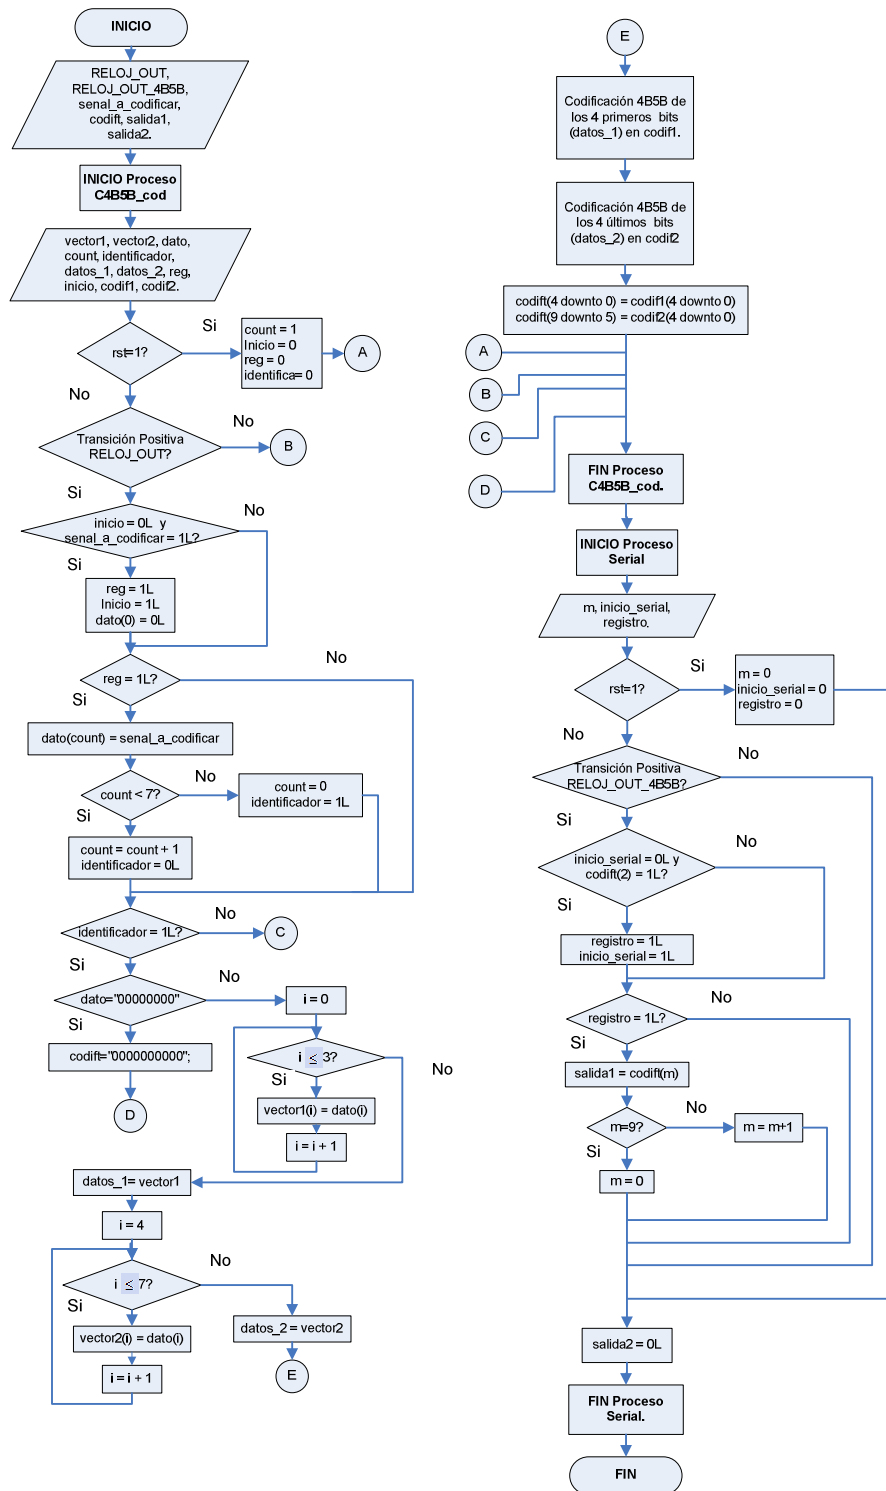 INICIO
RELOJ_OUT,
RELOJ_OUT_4B5B,
senal_a_codificar,
codift, salida1,
salida2.
INICIO Proceso
C4B5B_cod
vector1, vector2, dato,
count, identificador,
datos_1, datos_2, reg,
inicio, codif1, codif2.
rst=1?
Si
count = 1
Inicio = 0
reg = 0
identifica= 0
A
No
Transición Positiva
RELOJ_OUT?
No
B
Si
inicio = 0L y
senal_a_codificar = 1L?
No
Si
reg = 1L
Inicio = 1L
dato(0) = 0L
reg = 1L?
No
Si
dato(count) = senal_a_codificar
count < 7?
No
count = 0
identificador = 1L
Si
count = count + 1
identificador = 0L
identificador = 1L?
No
C
Si
dato="00000000"
No
i = 0
Si
codift="0000000000";
D
i ≤ 3?
No
Si
vector1(i) = dato(i)
i = i + 1
datos_1= vector1
i = 4
i ≤ 7?
No
Si
vector2(i) = dato(i)
i = i + 1
datos_2 = vector2
E
E
Codificación 4B5B de
los 4 primeros bits
(datos_1) en codif1.
Codificación 4B5B de
los 4 últimos bits
(datos_2) en codif2
codift(4 downto 0) = codif1(4 downto 0)
codift(9 downto 5) = codif2(4 downto 0)
A
B
C
D
FIN Proceso
C4B5B_cod.
INICIO Proceso
Serial
m, inicio_serial,
registro.
rst=1?
Si
m = 0
inicio_serial = 0
registro = 0
No
Transición Positiva
RELOJ_OUT_4B5B?
No
Si
inicio_serial = 0L y
codift(2) = 1L?
No
Si
registro = 1L
inicio_serial = 1L
registro = 1L?
No
Si
salida1 = codift(m)
m=9?
No
m = m+1
Si
m = 0
salida2 = 0L
FIN Proceso
Serial.
FIN